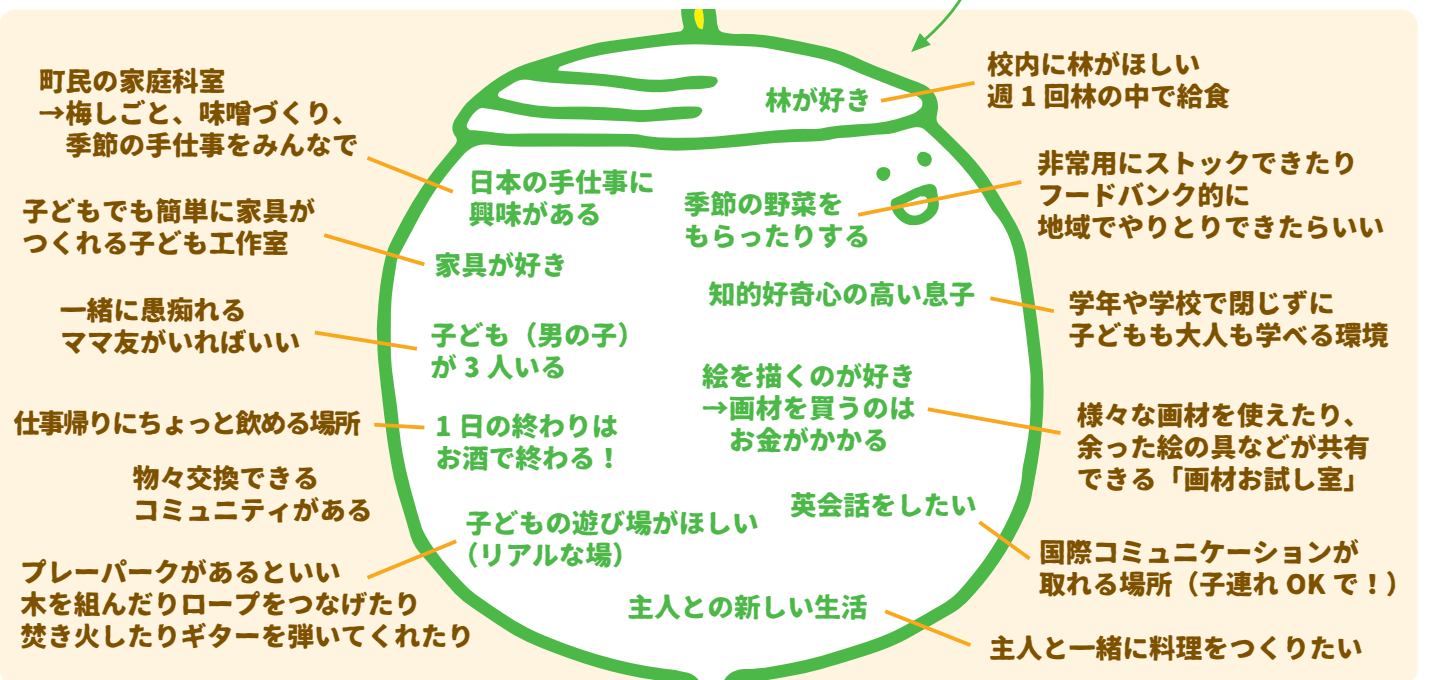 町民の家庭科室
→梅しごと、味噌づくり、
季節の手仕事をみんなで
子どもでも簡単に家具が
つくれる子ども工作室
一緒に愚痴れる
ママ友がいればいい
仕事帰りにちょっと飲める場所
物々交換できる
コミュニティがある
プレーパークがあるといい
木を組んだりロープをつなげたり
焚き火したりギターを弾いてくれたり
日本の手仕事に
興味がある
家具が好き
子ども（男の子）
が 3 人いる
1 日の終わりは
お酒で終わる！
子どもの遊び場がほしい
（リアルな場）
林が好き
季節の野菜を
もらったりする
知的好奇心の高い息子
絵を描くのが好き
→画材を買うのは
お金がかかる
英会話をしたい
主人との新しい生活
校内に林がほしい
週 1 回林の中で給食
非常用にストックできたり
フードバンク的に
地域でやりとりできたらいい
学年や学校で閉じずに
子どもも大人も学べる環境
様々な画材を使えたり、
余った絵の具などが共有
できる「画材お試し室」
国際コミュニケーションが
取れる場所（子連れ OK で！）
主人と一緒に料理をつくりたい